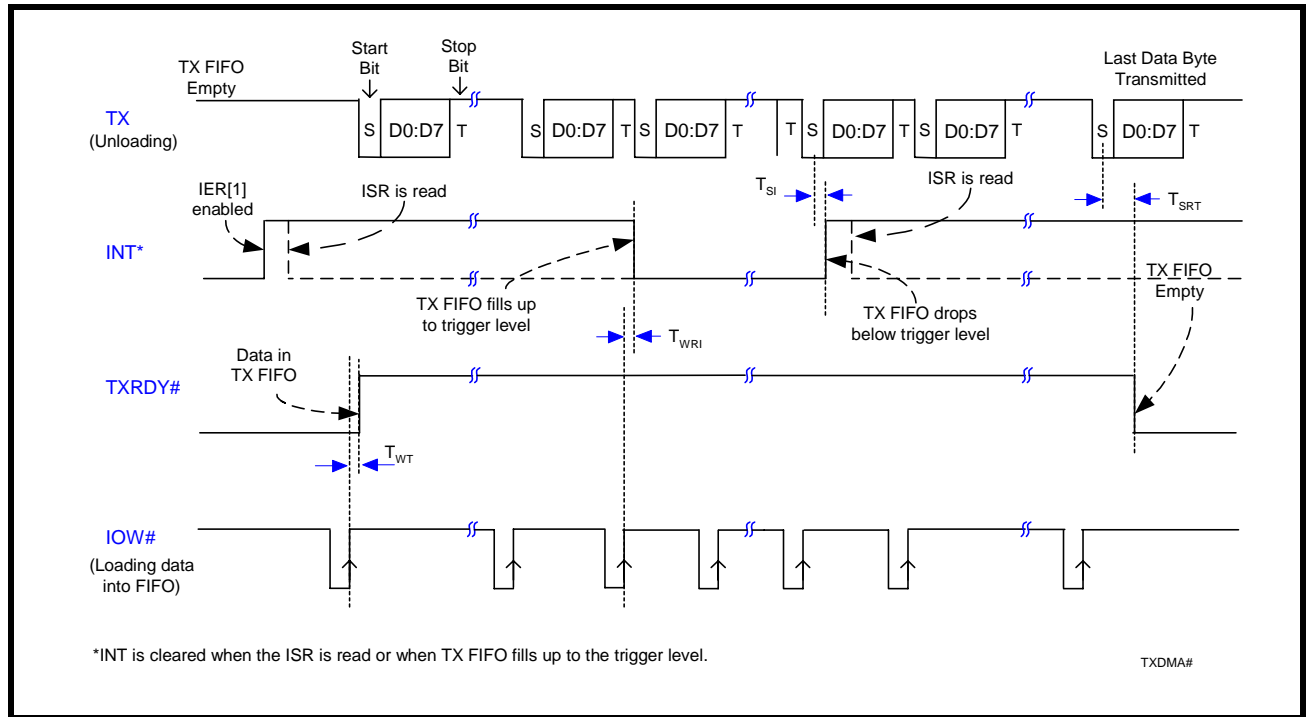 Start
Bit
Stop
Bit
TX FIFO
Empty
Last Data Byte
Transmitted
TX
(Unloading)
S D0:D7 T S D0:D7 T S D0:D7 T T S D0:D7 T S D0:D7 T S D0:D7 T
IER[1]
enabled
ISR is read
TSI
ISR is read
TSRT
INT*
TX FIFO fills up
to trigger level
TX FIFO drops
below trigger level
TX FIFO
Empty
TWRI
Data in
TX FIFO
TXRDY#
TWT
IOW#
(Loading data
into FIFO)
*INT is cleared when the ISR is read or when TX FIFO fills up to the trigger level.
TXDMA#